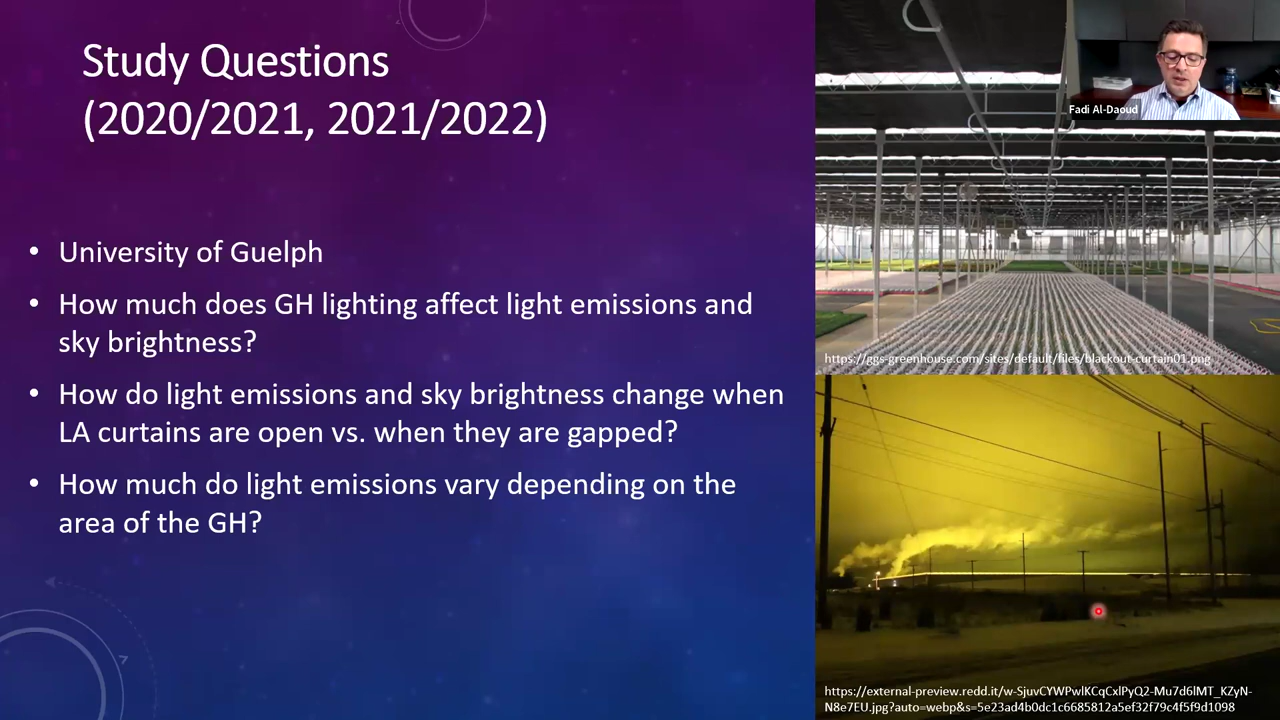 Study Questions
(2020/2021, 2021/2022)
• University of Guelph
• How much does GH lighting affect light emissions and
sky brightness?
• How do light emissions and sky brightness change when
LA curtains are open vs. when they are gapped?
• How much do light emissions vary depending on the
area of the GH?
Fadi Al-Daoud
https://ggs-greenhouse.com/sites/default/files/blackout-curtain01.png
https://external-preview.redd.it/w-SjuvCYWPwlKCqCxlPyQ2-Mu7d6lMT_KZyN-
N8e7EU.jpg?auto=webp&s=5e23ad4b0dc1c6685812a5ef32f79c4f5f9d1098